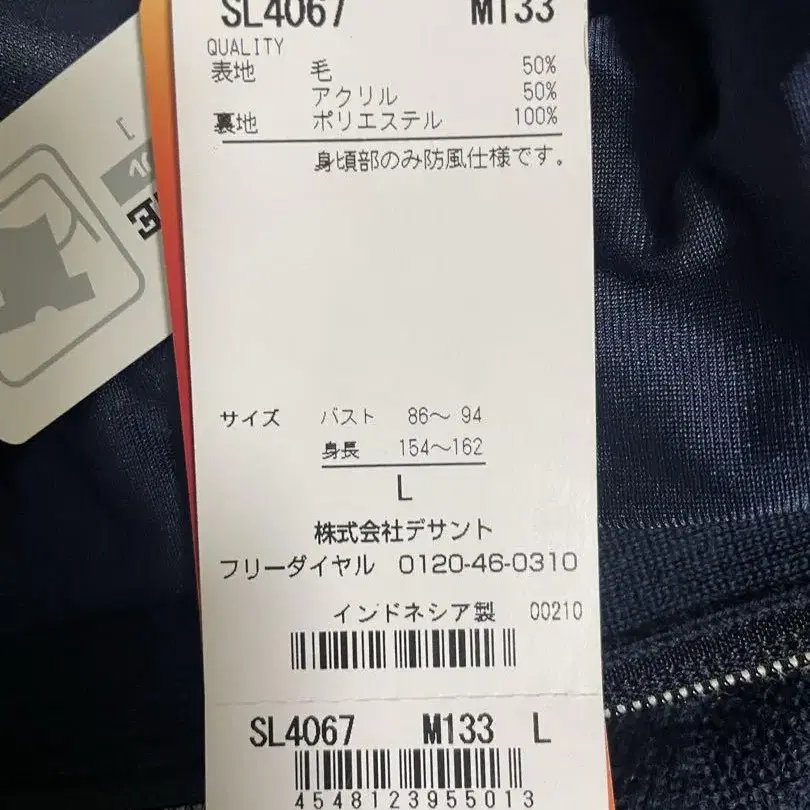 SL4067 M133
QUALITY
表地 毛 50%
アクリル 50%
裏地 ポリエステル 100%
身頃部のみ防風仕様です。
サイズ バスト 86〜 94
身長 154〜162
L
株式会社デサント
フリーダイヤル 0120-46-0310
インドネシア製 00210
SL4067 M133 L
4548123955013